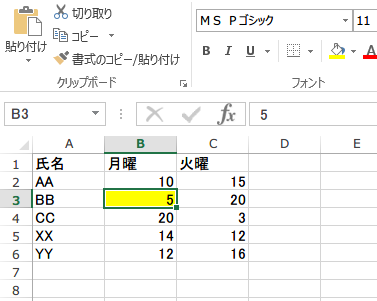 切り取り
コピー
貼り付け
書式のコピー/貼り付け
クリップボード
ＭＳ Ｐゴシック
11
B I U
A
フォント
B3
fx
5
A B C D E
1 氏名 月曜 火曜
2 AA 10 15
3 BB 5 20
4 CC 20 3
5 XX 14 12
6 YY 12 16
7
8